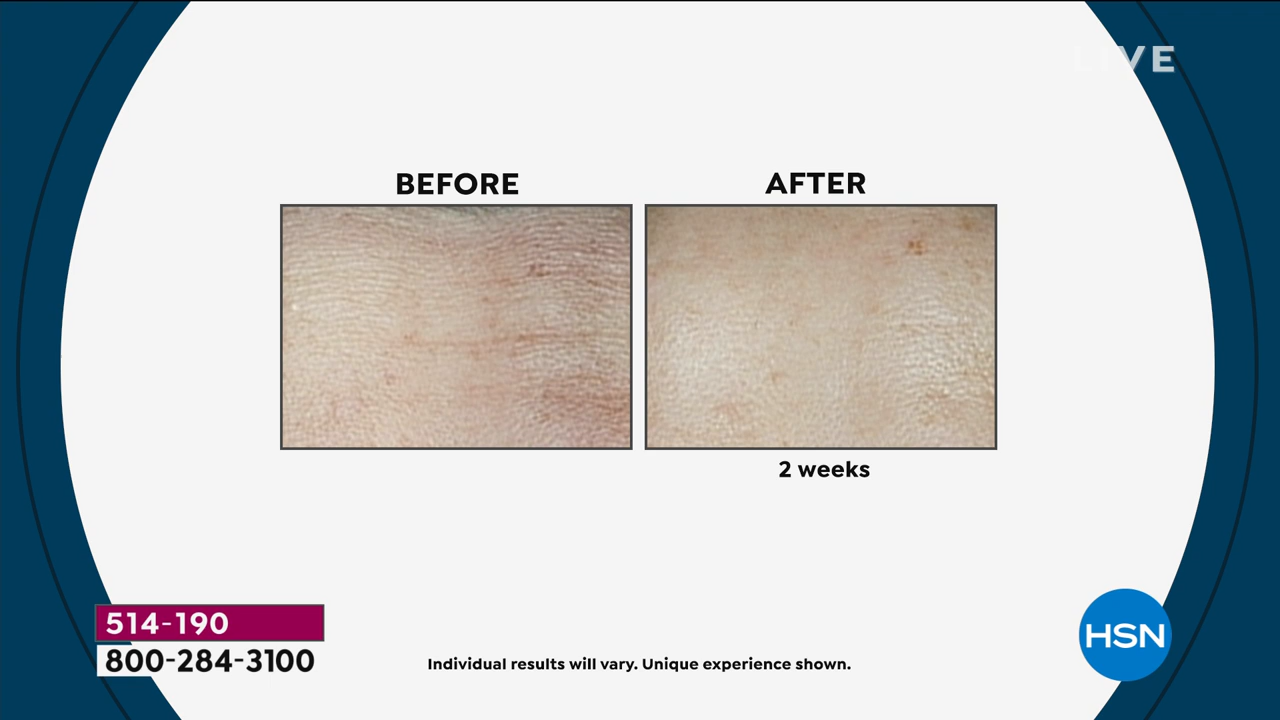 LIVE
BEFORE
AFTER
2 weeks
514-190
800-284-3100
Individual results will vary. Unique experience shown.
HSN